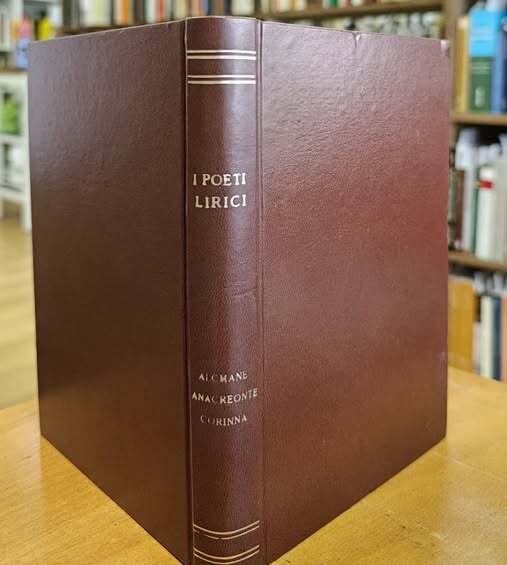 I POETI
LIRICI
ALCMANE
ANACREONTE
CORINNA